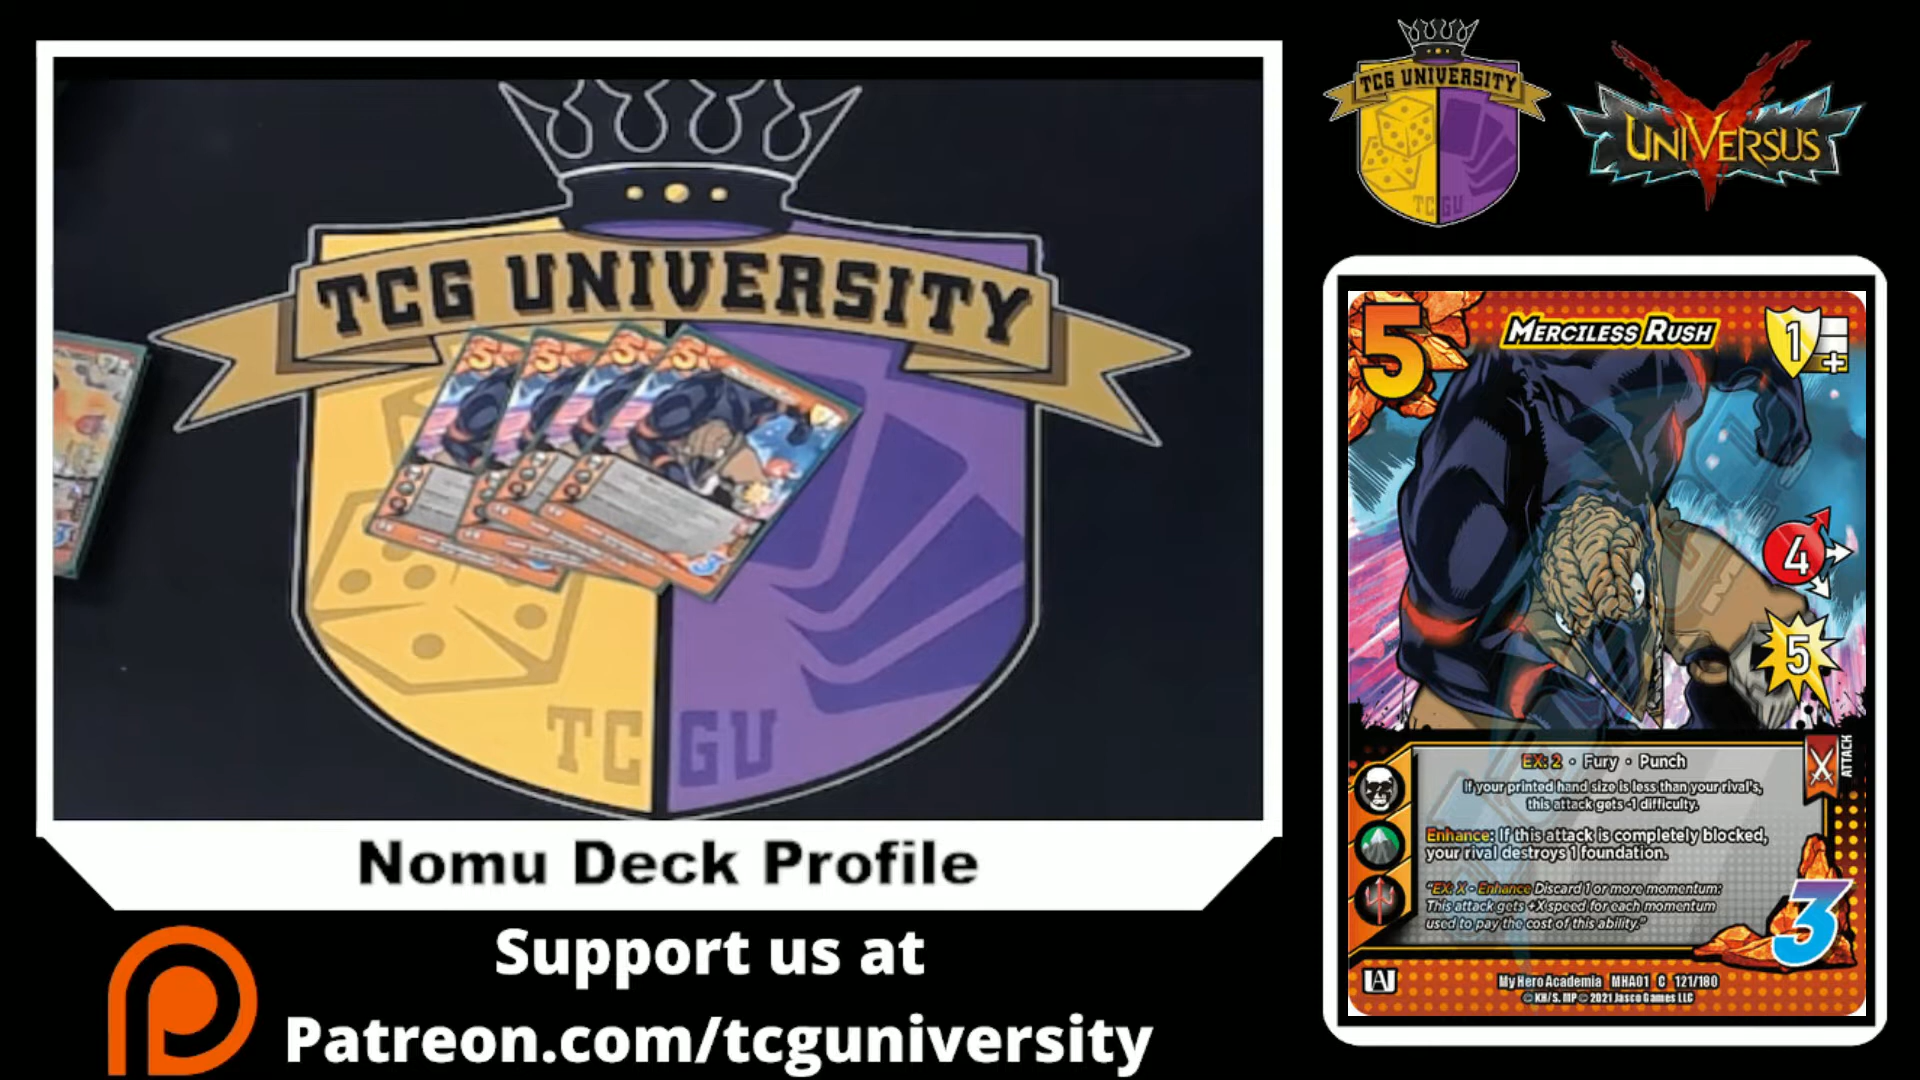 TCG UNIVERSITY
TC GU
Nomu Deck Profile
Support us at
Patreon.com/tcguniversity
TCG UNIVERSITY
TC GU
UNIVERSUS
5
MERCILESS RUSH
1
+
4
5
ATTACK
EX: 2 • Fury • Punch
If your printed hand size is less than your rival's,
this attack gets -1 difficulty.
Enhance: If this attack is completely blocked,
your rival destroys 1 foundation.
"EX: X - Enhance Discard 1 or more momentum:
This attack gets +X speed for each momentum
used to pay the cost of this ability."
3
My Hero Academia MHA01 C 121/180
© KH/S. MP © 2021 Jasco Games LLC